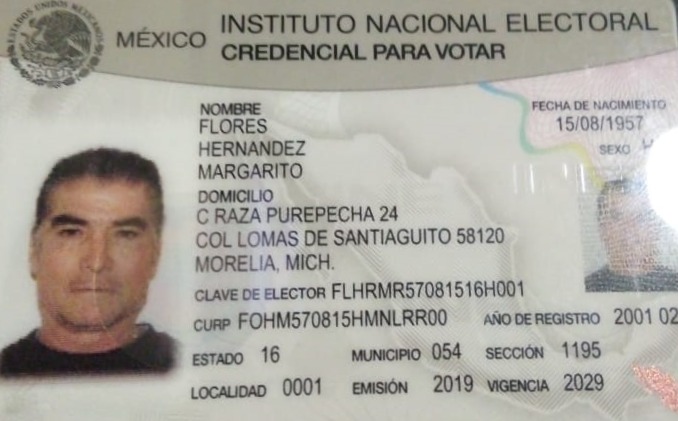 ESTADOS UNIDOS MEXICANOS
MÉXICO INSTITUTO NACIONAL ELECTORAL
CREDENCIAL PARA VOTAR
NOMBRE
FLORES
HERNANDEZ
MARGARITO
FECHA DE NACIMIENTO
15/08/1957
SEXO H
DOMICILIO
C RAZA PUREPECHA 24
COL LOMAS DE SANTIAGUITO 58120
MORELIA, MICH.
CLAVE DE ELECTOR FLHRMR57081516H001
CURP FOHM570815HMNLRR00 AÑO DE REGISTRO 2001 02
ESTADO 16 MUNICIPIO 054 SECCIÓN 1195
LOCALIDAD 0001 EMISIÓN 2019 VIGENCIA 2029